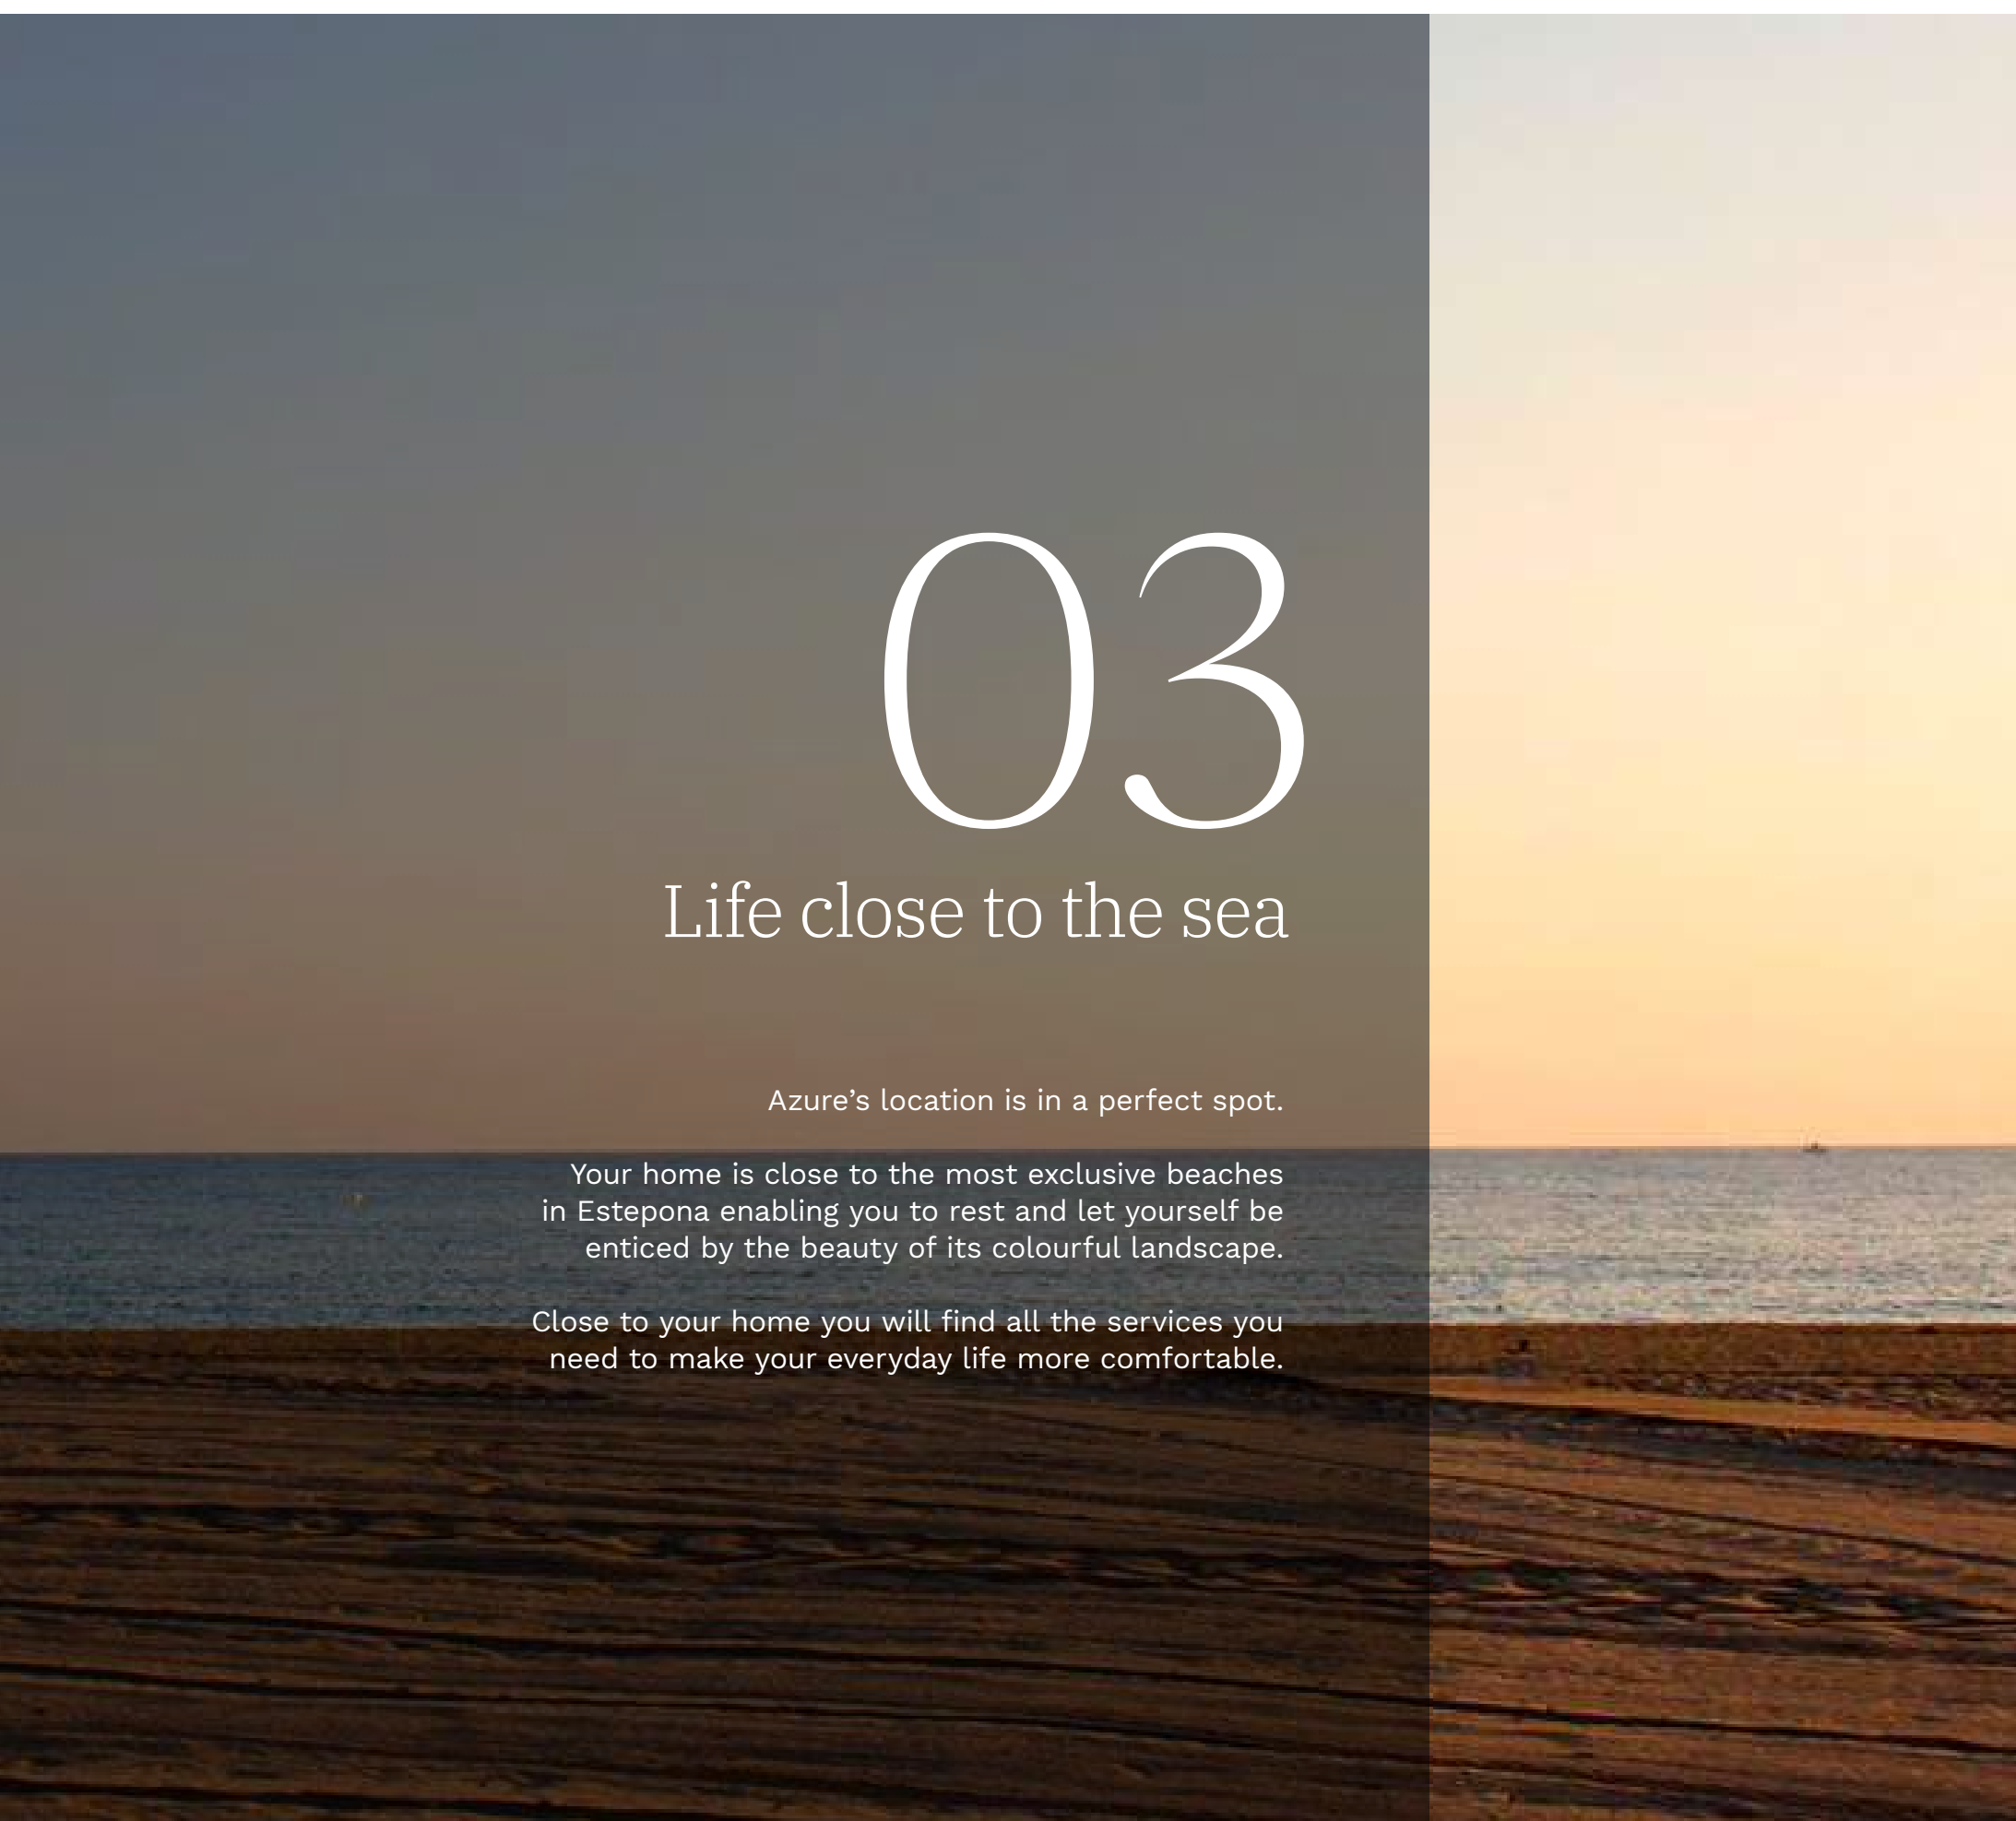 03
Life close to the sea
Azure’s location is in a perfect spot.
Your home is close to the most exclusive beaches
in Estepona enabling you to rest and let yourself be
enticed by the beauty of its colourful landscape.
Close to your home you will find all the services you
need to make your everyday life more comfortable.